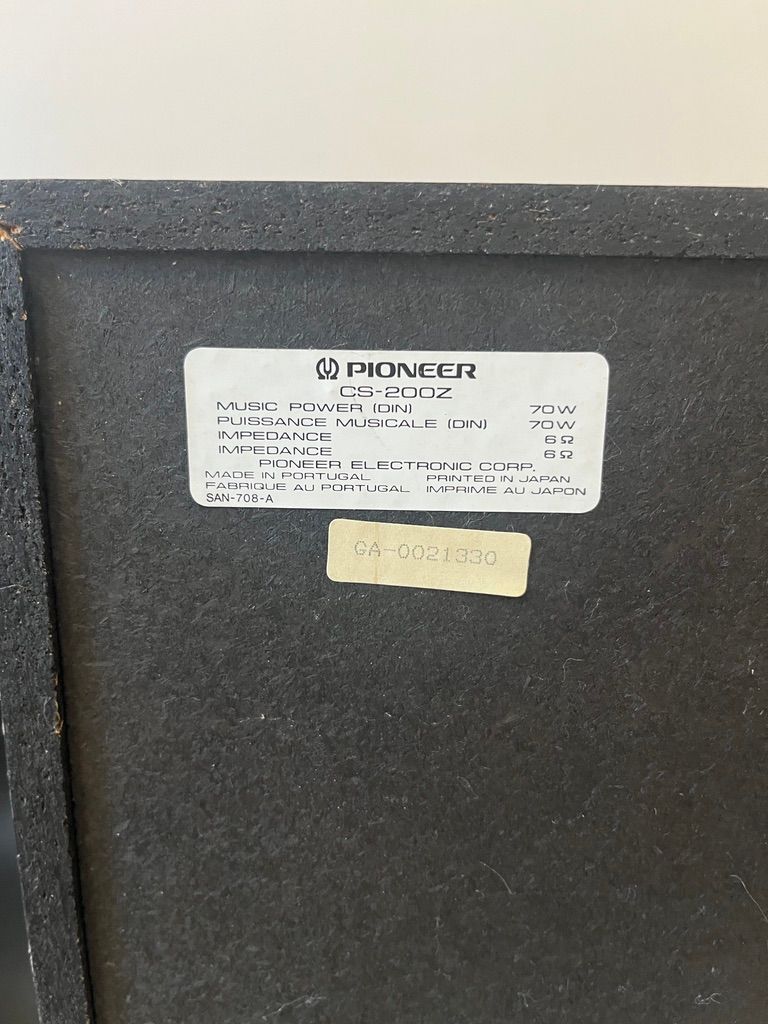 PIONEER
CS-200Z
MUSIC POWER (DIN) 70W
PUISSANCE MUSICALE (DIN) 70W
IMPEDANCE 6Ω
IMPEDANCE 6Ω
PIONEER ELECTRONIC CORP.
MADE IN PORTUGAL PRINTED IN JAPAN
FABRIQUE AU PORTUGAL IMPRIME AU JAPON
SAN-708-A
GA-0021330